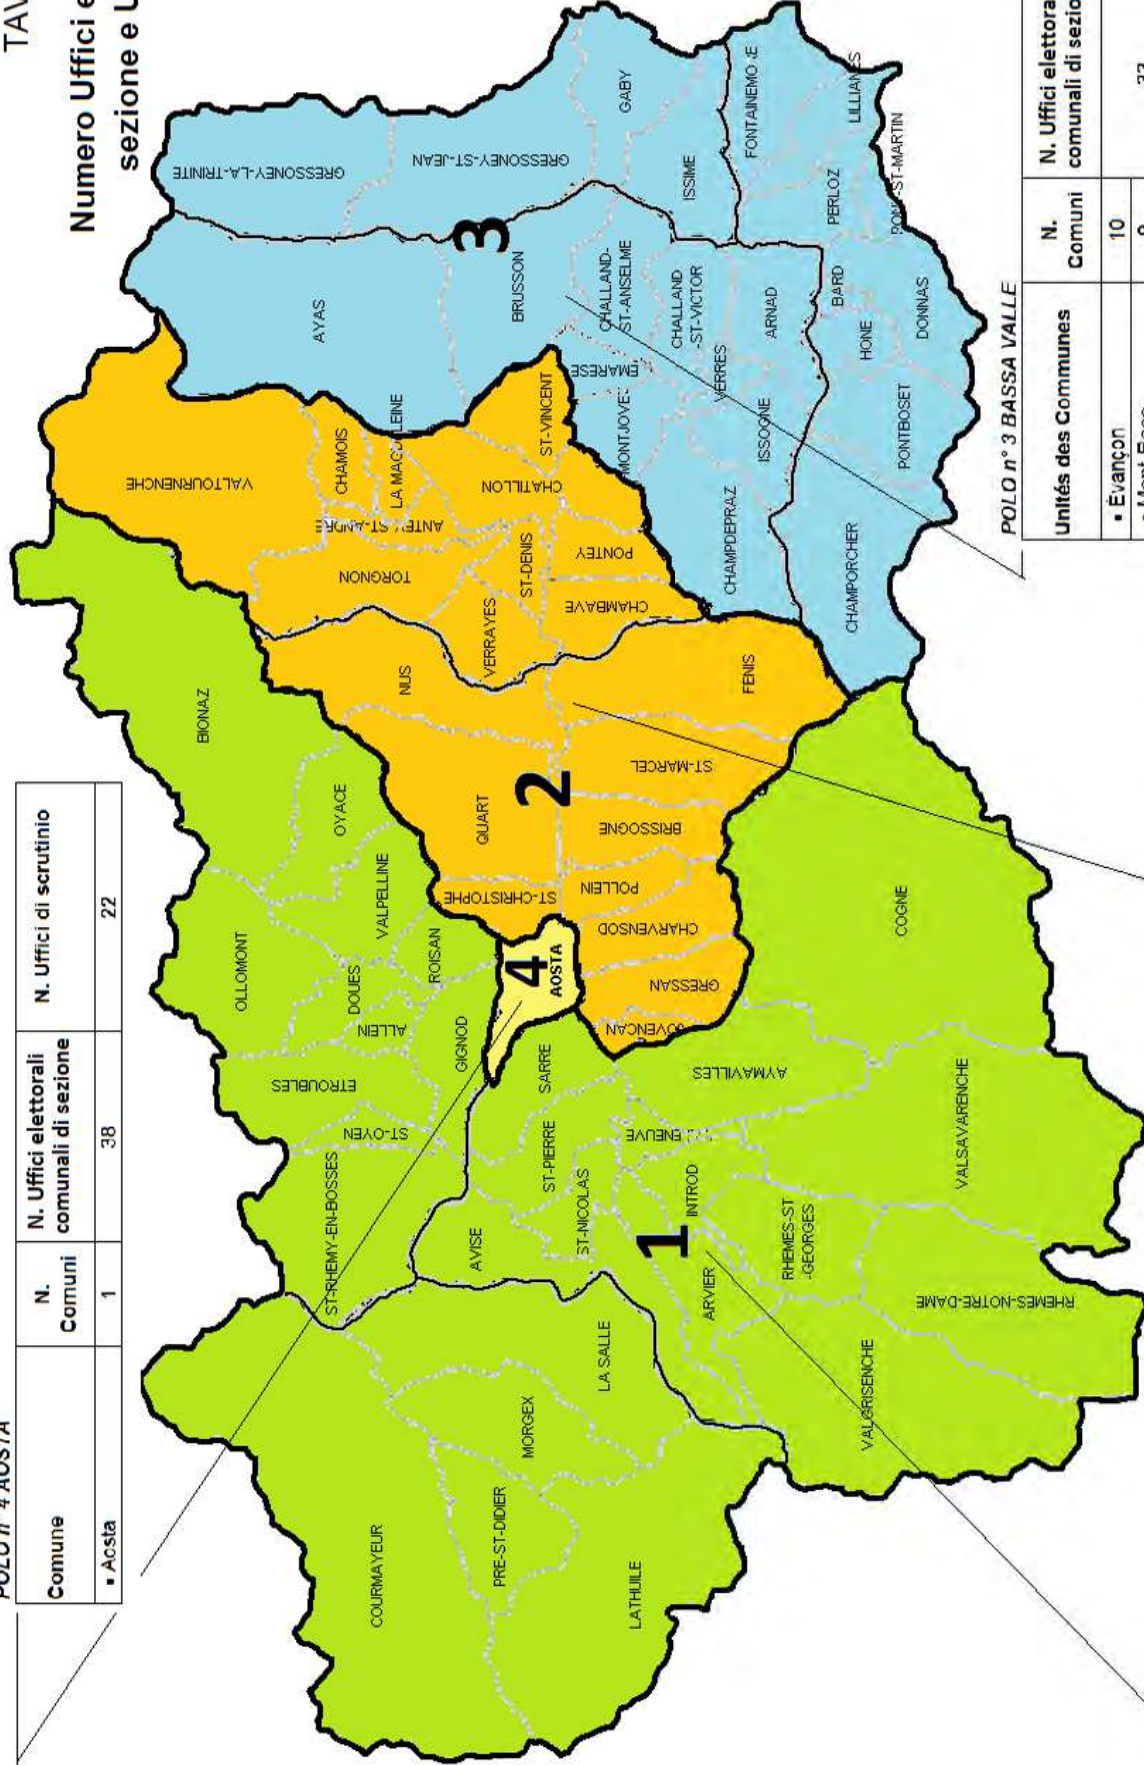 TAV
Numero Uffici e
sezione e U
POLO n° 4 AOSTA
Comune
N.
Comuni
N. Uffici elettorali
comunali di sezione
N. Uffici di scrutinio
▪ Aosta
1
38
22
COURMAYEUR
PRE-ST-DIDIER
MORGEX
LATHUILE
LA SALLE
ST-RHEMY-EN-BOSSES
ST-OYEN
ETROUBLES
ALLEIN
GIGNOD
DOUES
ROISAN
OLLOMONT
VALPELLINE
OYACE
BIONAZ
AVISE
ST-NICOLAS
ST-PIERRE
SARRE
1
ARVIER
INTROD
ENEUVE
AYMAVILLES
VALGRISENCHE
RHEMES-ST
-GEORGES
RHEMES-NOTRE-DAME
VALSAVARENCHE
COGNE
4
AOSTA
JOVENCAN
GRESSAN
CHARVENSOD
POLLEIN
BRISSOGNE
ST-MARCEL
FENIS
ST-CHRISTOPHE
QUART
2
NUS
VERRAYES
ST-DENIS
CHAMBAVE
PONTEY
TORGNON
CHATILLON
ST-VINCENT
LA MAG
LEINE
CHAMOIS
ST-ANDRE
VALTOURNENCHE
AYAS
BRUSSON
3
GRESSONEY-LA-TRINITE
GRESSONEY-ST-JEAN
GABY
ISSIME
CHALLAND-
ST-ANSELME
CHALLAND
-ST-VICTOR
EMARESE
MONTJOVE
VERRES
ARNAD
ISSOGNE
CHAMPDEPRAZ
CHAMPORCHER
PONTBOSET
HONE
BARD
DONNAS
PERLOZ
FONTAINEMO
E
LILLIANES
-ST-MARTIN
POLO n° 3 BASSA VALLE
Unités des Communes
N.
Comuni
N. Uffici elettora
comunali di sezio
▪ Evançon
10